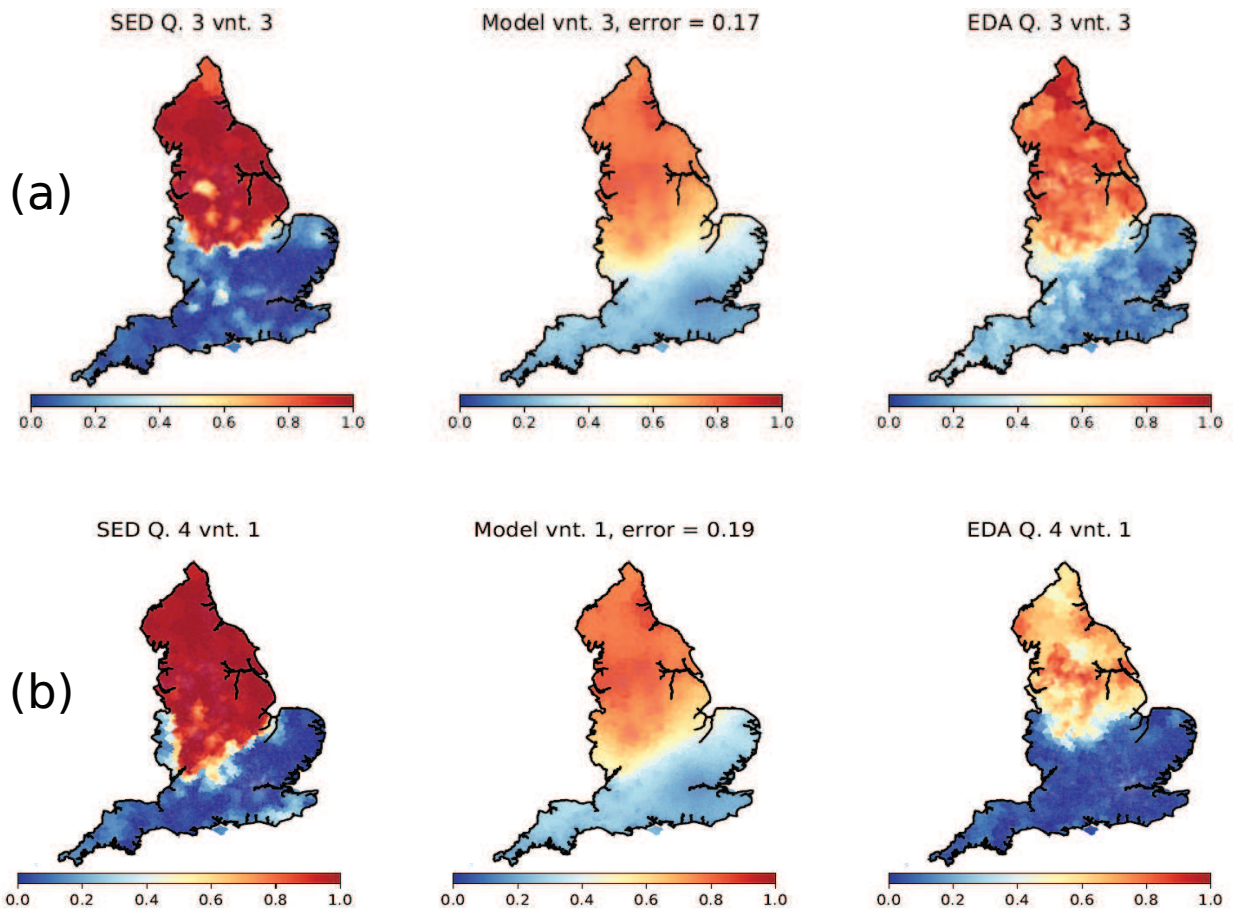 SED Q. 3 vnt. 3
Model vnt. 3, error = 0.17
EDA Q. 3 vnt. 3
(a)
0.0 0.2 0.4 0.6 0.8 1.0
0.0 0.2 0.4 0.6 0.8 1.0
0.0 0.2 0.4 0.6 0.8 1.0
SED Q. 4 vnt. 1
Model vnt. 1, error = 0.19
EDA Q. 4 vnt. 1
(b)
0.0 0.2 0.4 0.6 0.8 1.0
0.0 0.2 0.4 0.6 0.8 1.0
0.0 0.2 0.4 0.6 0.8 1.0